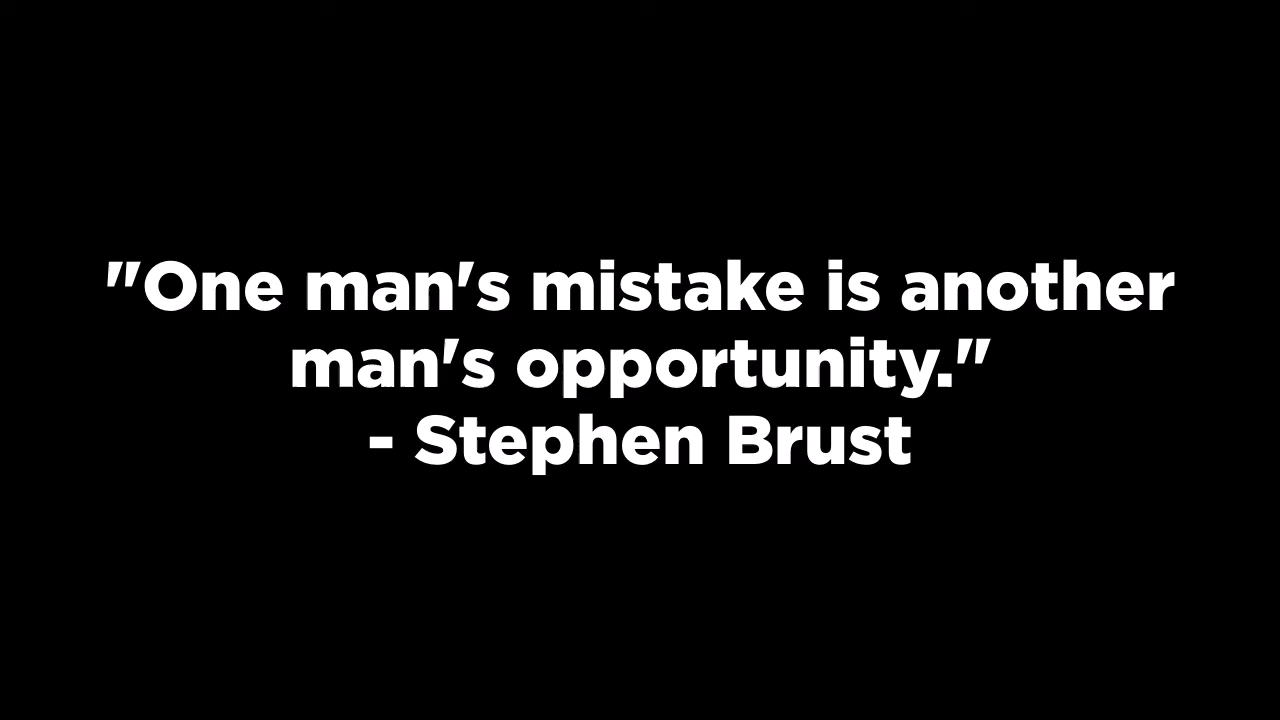 "One man's mistake is another
man's opportunity."
- Stephen Brust